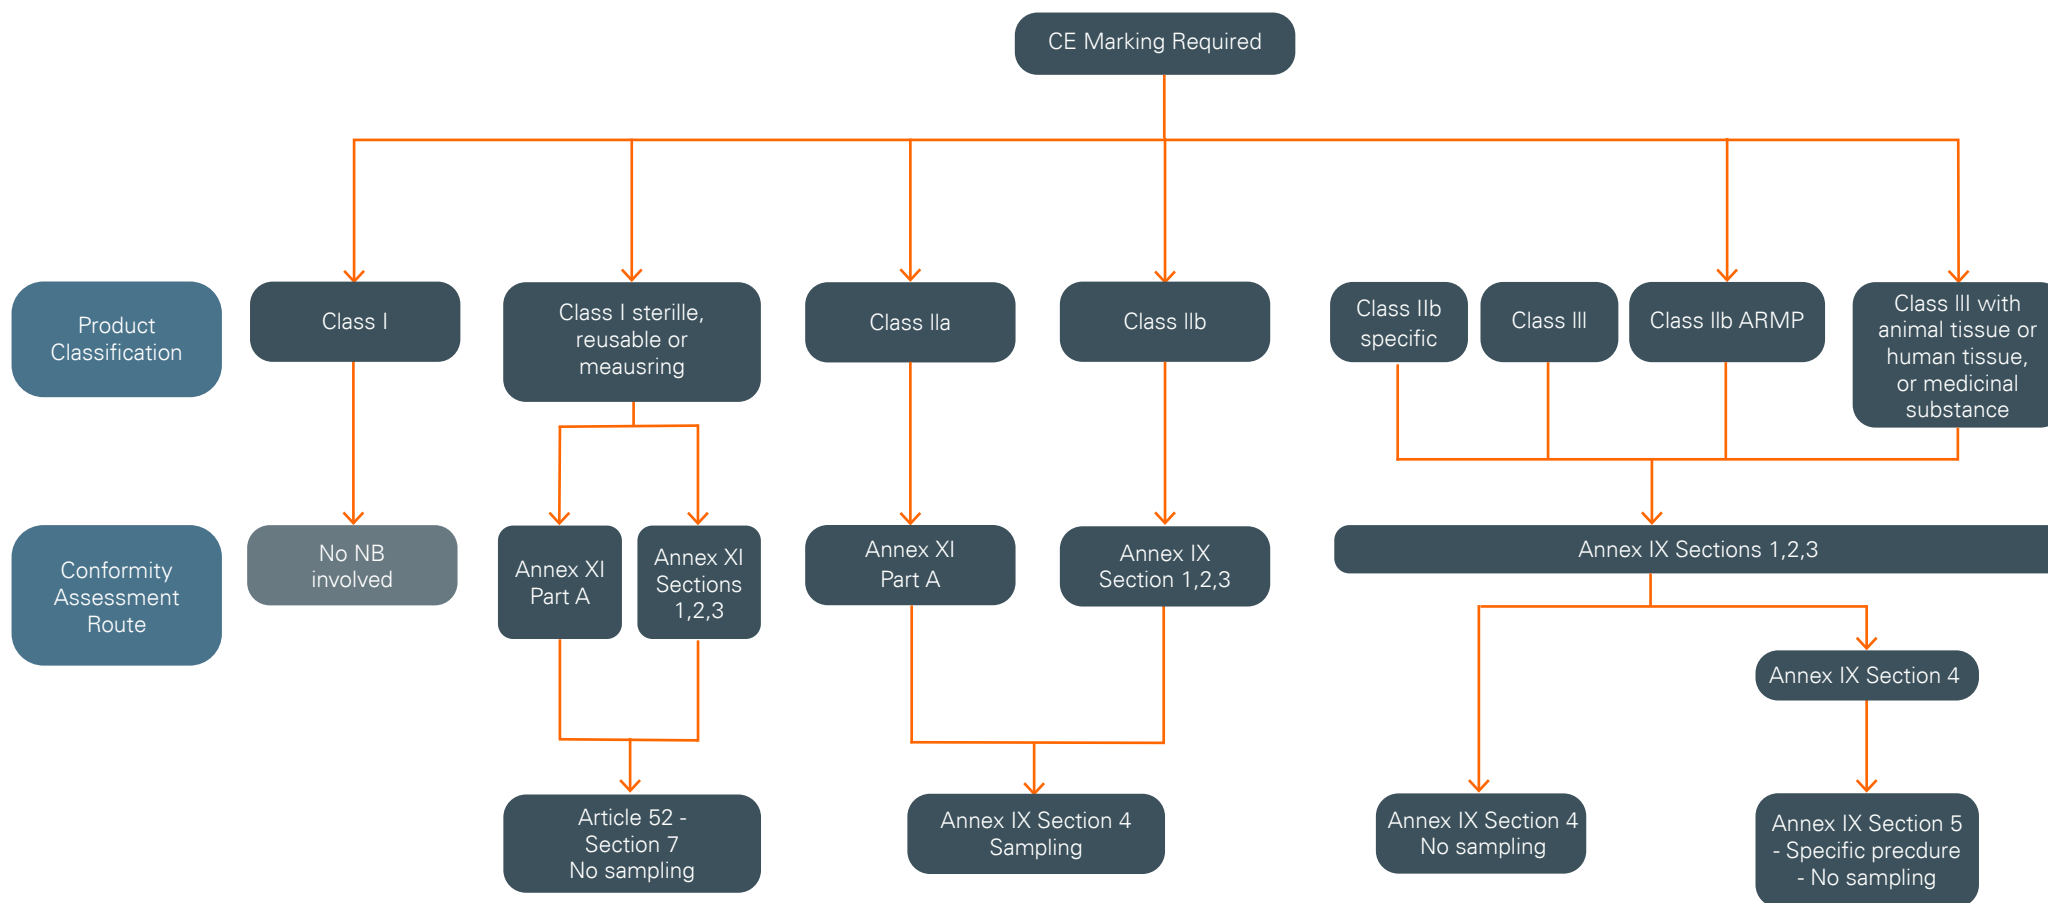 CE Marking Required
Product
Classification
Class I
Class I sterille,
reusable or
meausring
Class IIa
Class IIb
Class IIb
specific
Class III
Class IIb ARMP
Class III with
animal tissue or
human tissue,
or medicinal
substance
Conformity
Assessment
Route
No NB
involved
Annex XI
Part A
Annex XI
Sections
1,2,3
Annex XI
Part A
Annex IX
Section 1,2,3
Annex IX Sections 1,2,3
Annex IX Section 4
Article 52 -
Section 7
No sampling
Annex IX Section 4
Sampling
Annex IX Section 4
No sampling
Annex IX Section 5
- Specific precdure
- No sampling